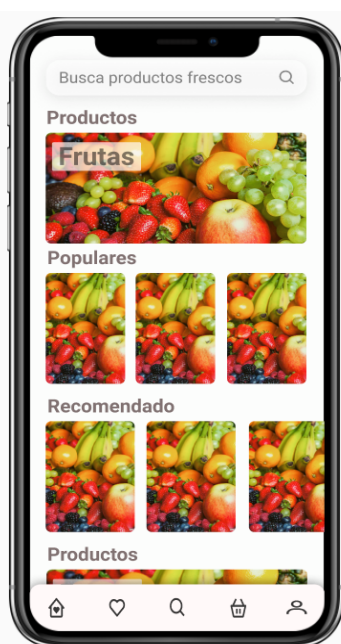 Busca productos frescos
Productos
Frutas
Populares
Recomendado
Productos